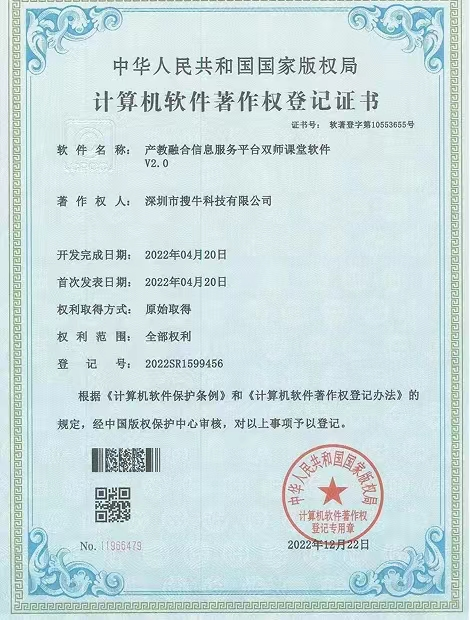 中华人民共和国国家版权局
计算机软件著作权登记证书
证书号： 软著登字第10553655号
软件名称： 产教融合信息服务平台双师课堂软件
V2.0
著作权人： 深圳市搜牛科技有限公司
开发完成日期： 2022年04月20日
首次发表日期： 2022年04月20日
权利取得方式： 原始取得
权利范围： 全部权利
登记号： 2022SR1599456
根据《计算机软件保护条例》和《计算机软件著作权登记办法》的
规定，经中国版权保护中心审核，对以上事项予以登记。
中华人民共和国国家版权局
计算机软件著作权
登记专用章
No. 11966479
2022年12月22日